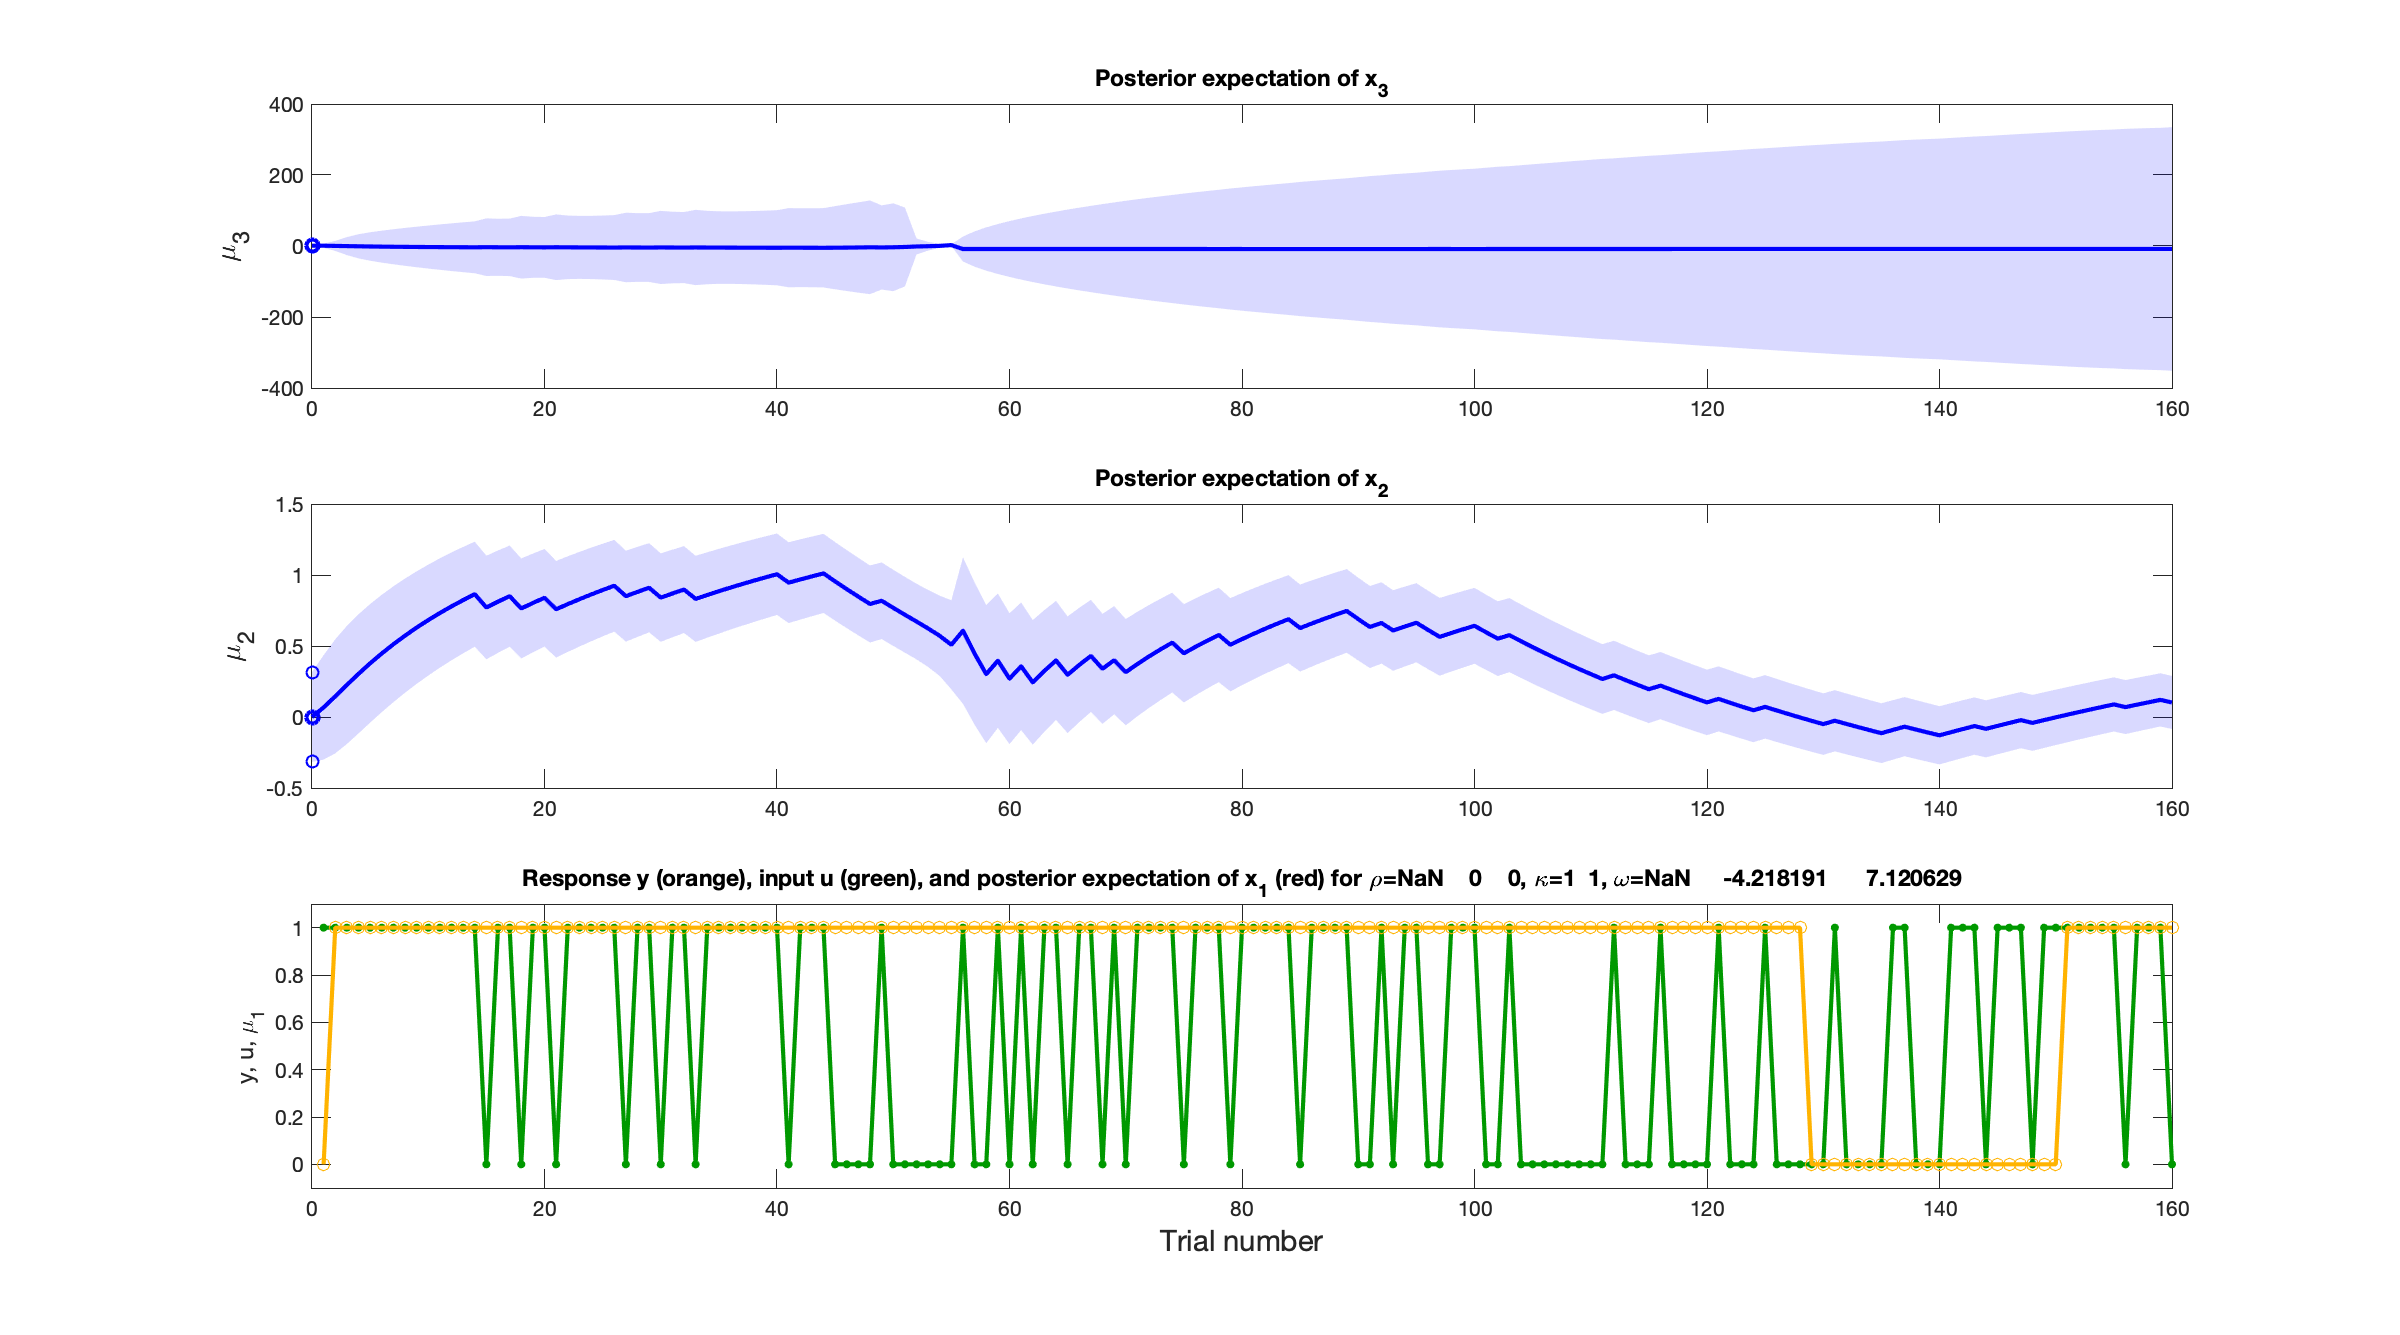 Posterior expectation of x3
400
200
0
-200
-400
μ3
0 20 40 60 80 100 120 140 160
Posterior expectation of x2
1.5
1
0.5
0
-0.5
μ2
0 20 40 60 80 100 120 140 160
Response y (orange), input u (green), and posterior expectation of x1 (red) for ρ=NaN 0 0, κ=1 1, ω=NaN -4.218191 7.120629
1
0.8
0.6
0.4
0.2
0
y, u, μ1
0 20 40 60 80 100 120 140 160
Trial number